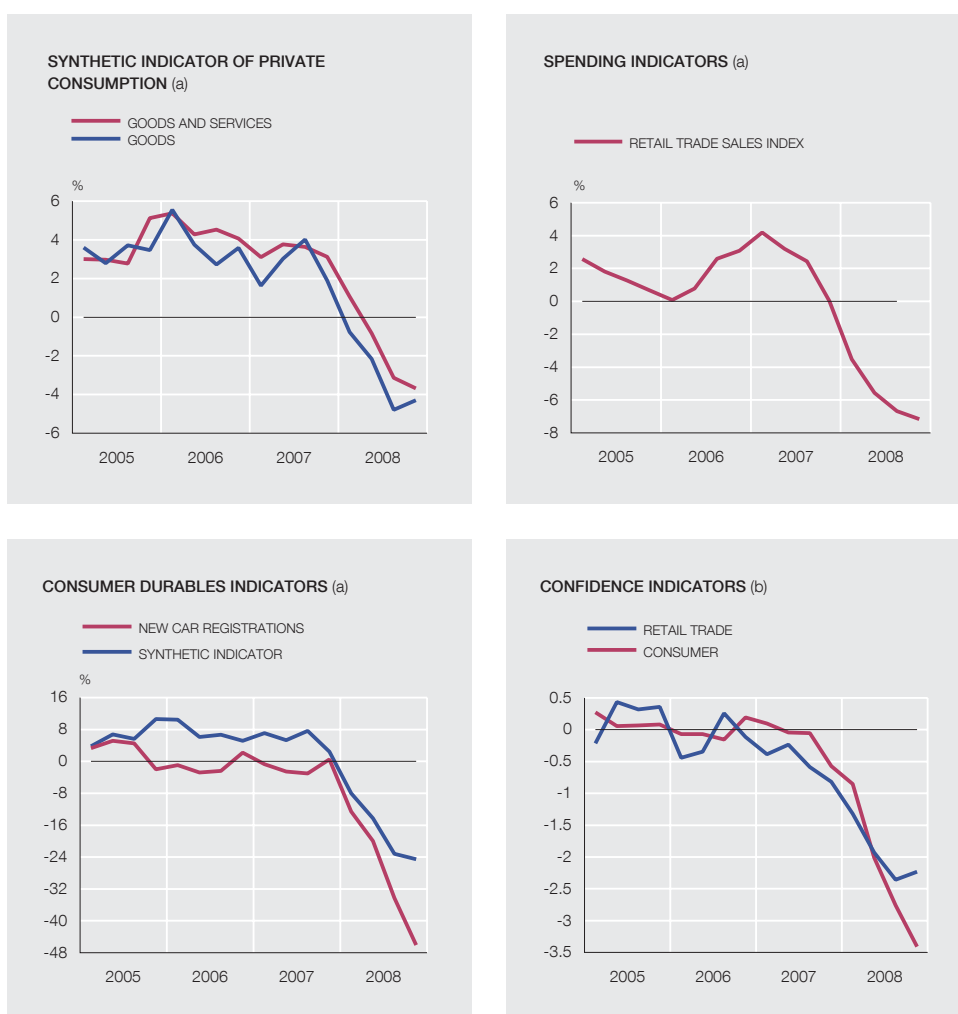 SYNTHETIC INDICATOR OF PRIVATE
CONSUMPTION (a)
GOODS AND SERVICES
GOODS
%
6
4
2
0
-2
-4
-6
2005 2006 2007 2008
SPENDING INDICATORS (a)
RETAIL TRADE SALES INDEX
%
6
4
2
0
-2
-4
-6
-8
2005 2006 2007 2008
CONSUMER DURABLES INDICATORS (a)
NEW CAR REGISTRATIONS
SYNTHETIC INDICATOR
%
16
8
0
-8
-16
-24
-32
-40
-48
2005 2006 2007 2008
CONFIDENCE INDICATORS (b)
RETAIL TRADE
CONSUMER
0.5
0
-0.5
-1
-1.5
-2
-2.5
-3
-3.5
2005 2006 2007 2008